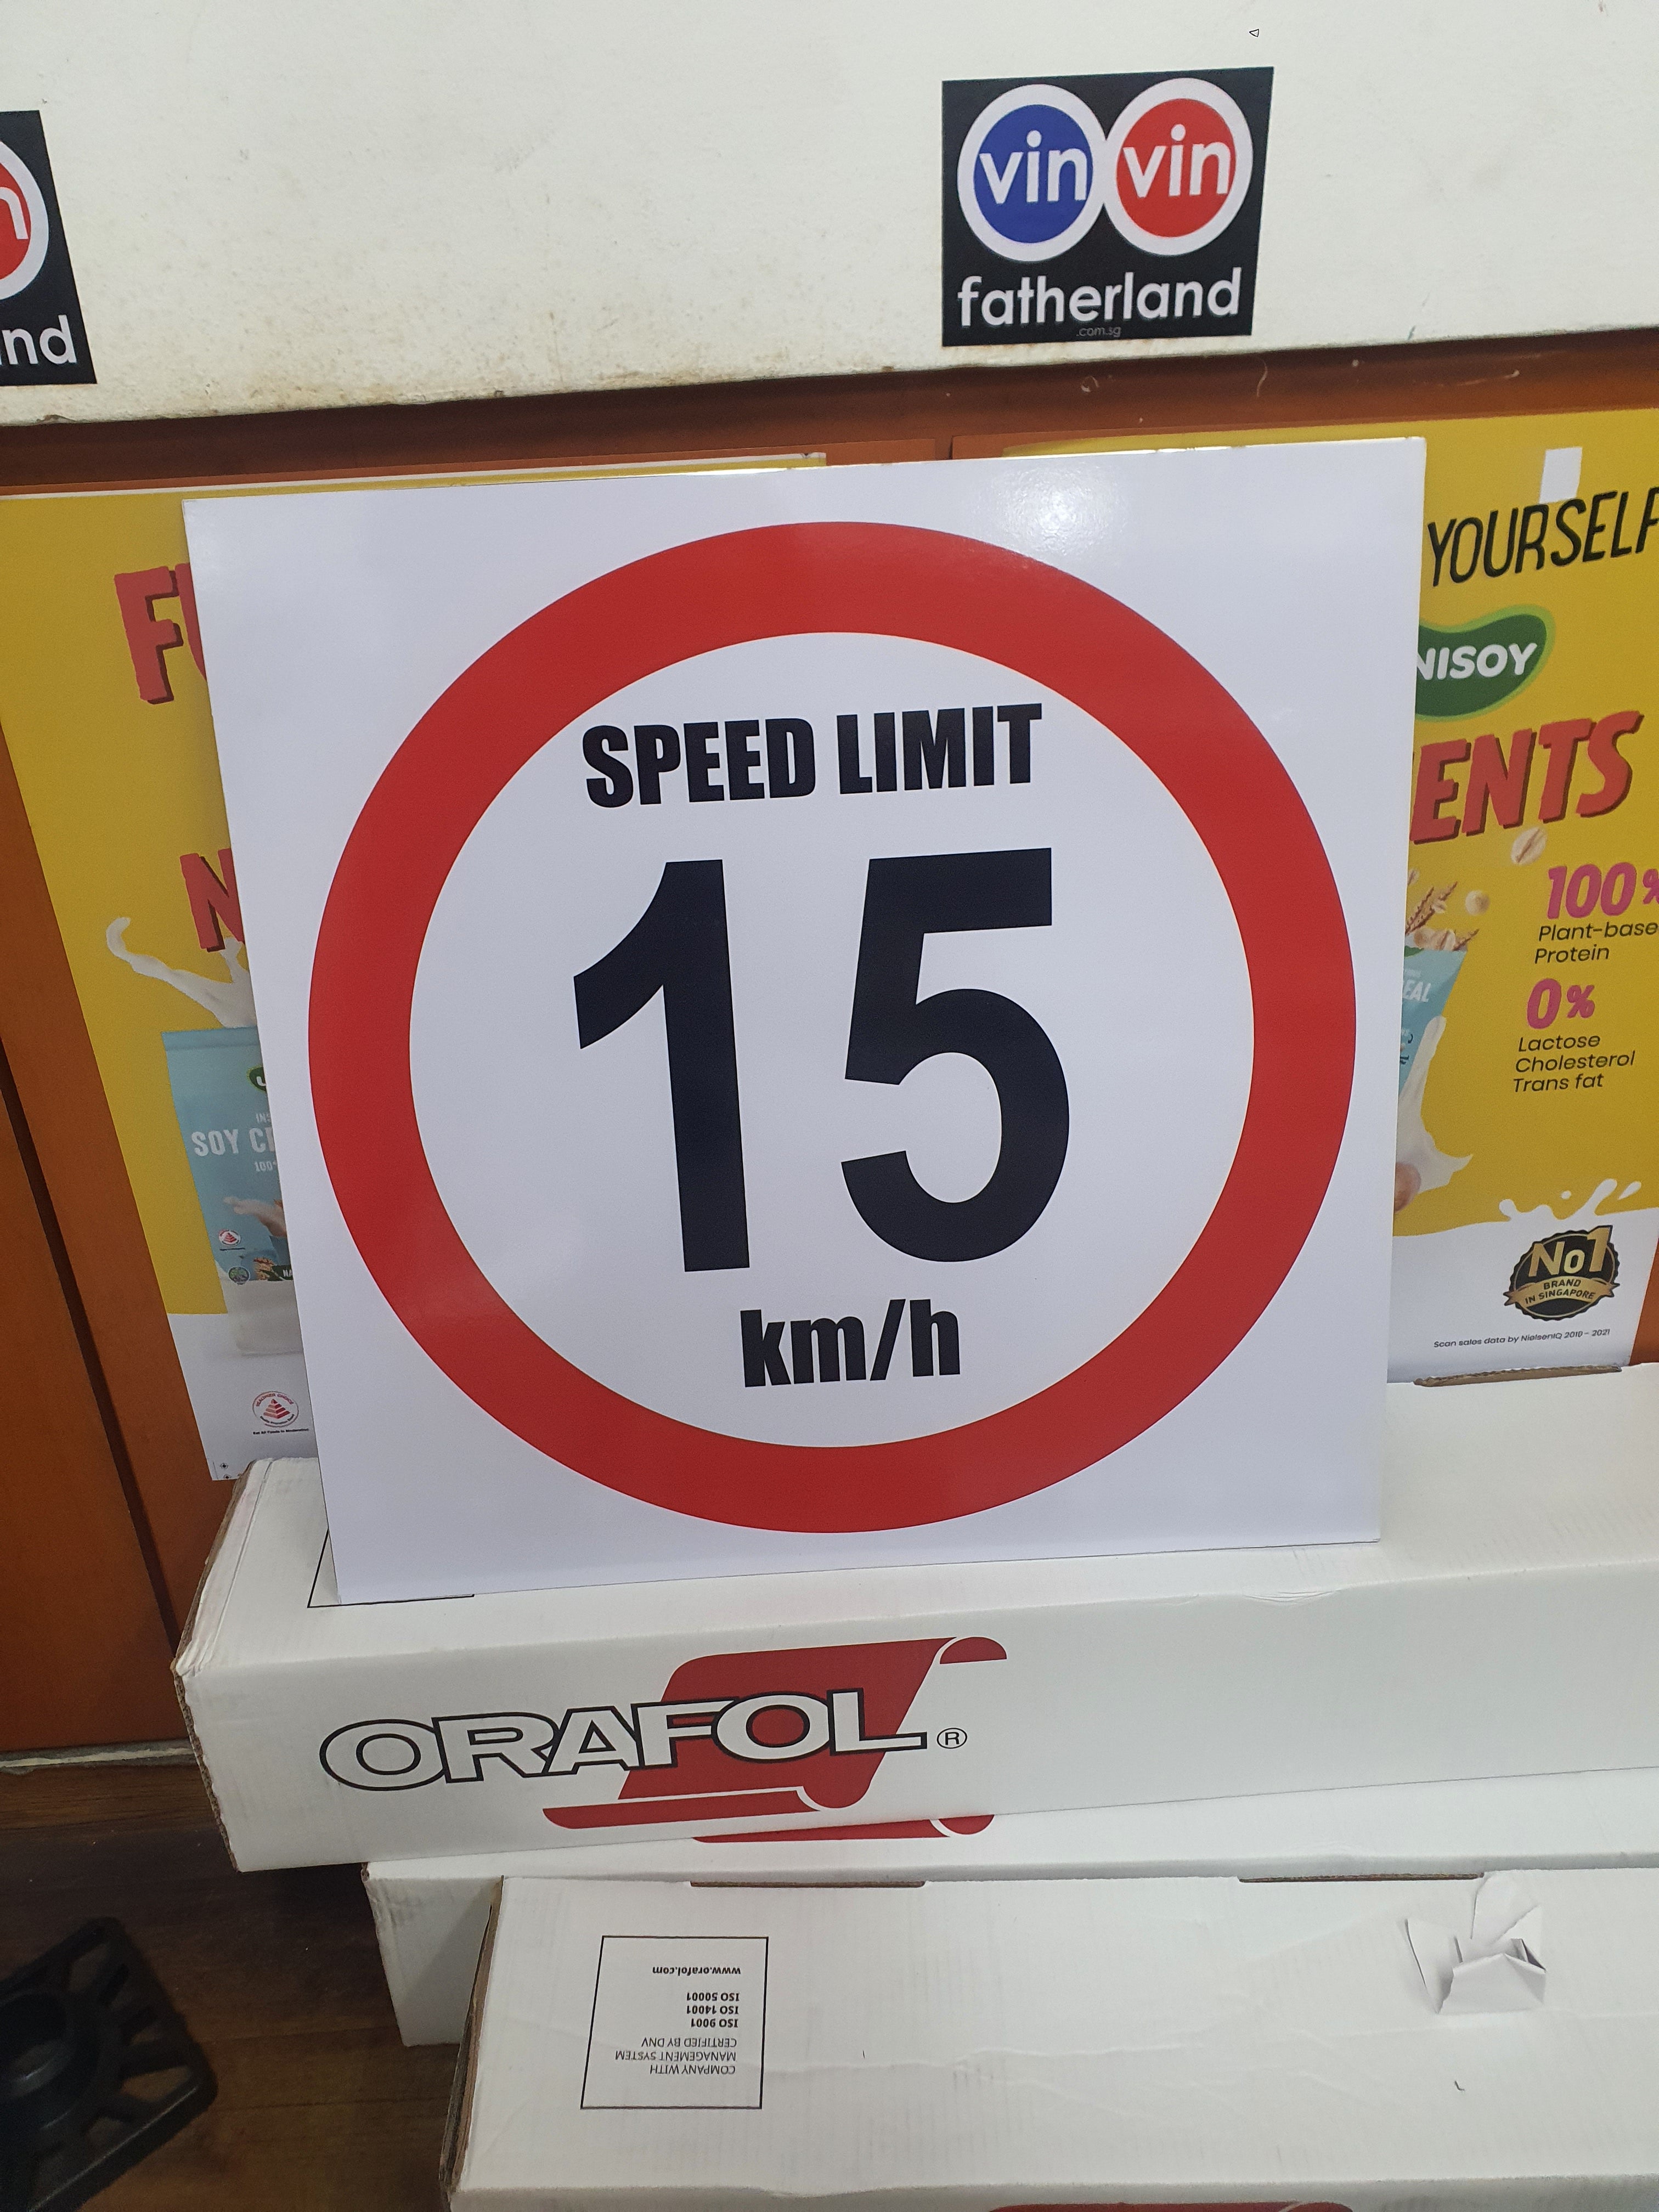 vin vin
fatherland
.com.sg
nd
YOURSELF
NISOY
ENTS
100%
Plant-base
Protein
0%
Lactose
Cholesterol
Trans fat
No1
BRAND
IN SINGAPORE
Scan sales data by NielsenIQ 2019 - 2021
SOY
100%
SPEED LIMIT
15
km/h
ORAFOL®
www.orafol.com
ISO 50001
ISO 14001
ISO 9001
CERTIFIED BY DNV
MANAGEMENT SYSTEM
COMPANY WITH